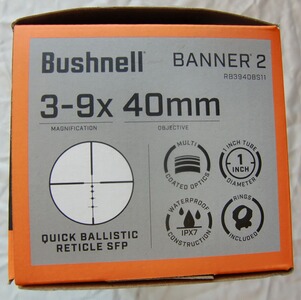 Bushnell®
BANNER® 2
RB3940BS11
3-9x 40mm
MAGNIFICATION
OBJECTIVE
MULTI
COATED OPTICS
1 INCH TUBE
1
INCH
DIAMETER
WATERPROOF
IPX7
CONSTRUCTION
RINGS
INCLUDED
QUICK BALLISTIC
RETICLE SFP